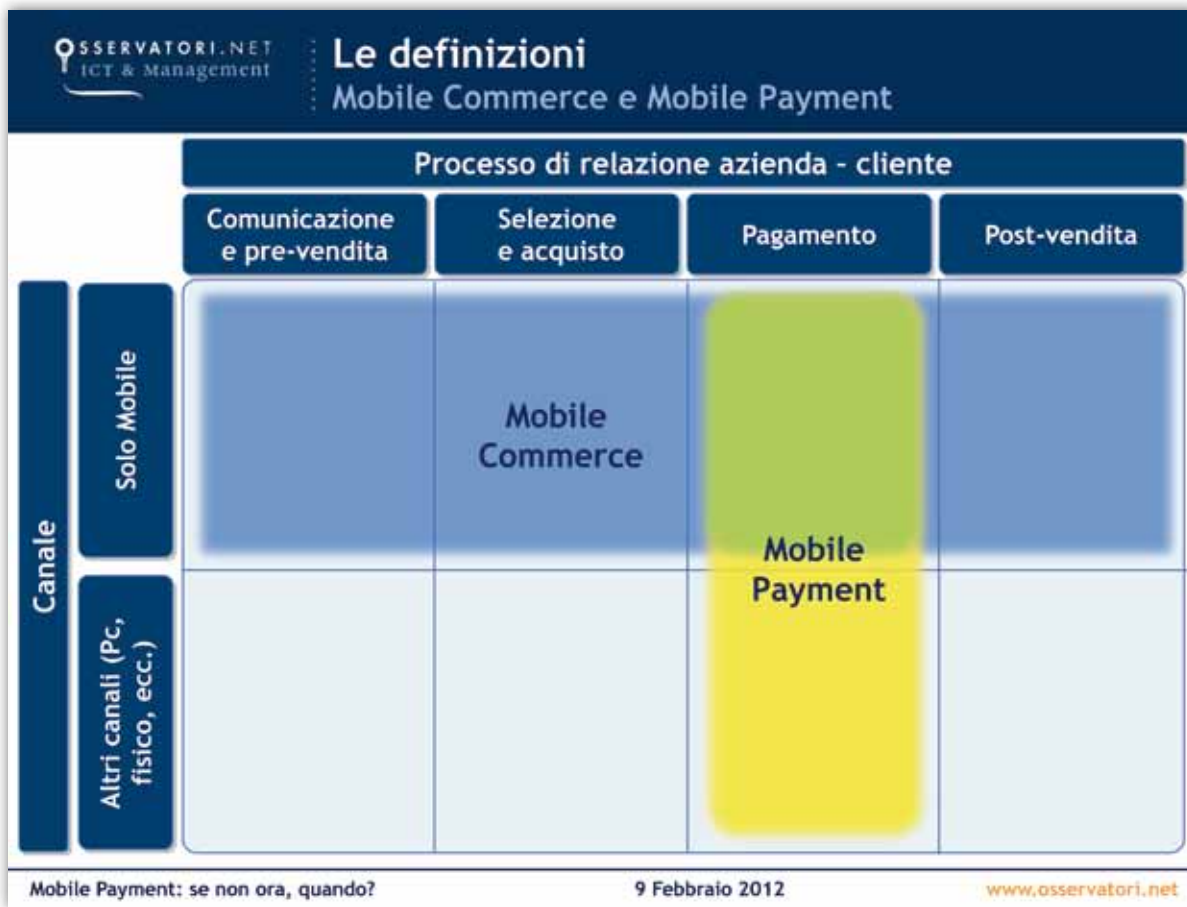 OSSERVATORI.NET
ICT & Management
Le definizioni
Mobile Commerce e Mobile Payment
Processo di relazione azienda - cliente
Comunicazione
e pre-vendita
Selezione
e acquisto
Pagamento
Post-vendita
Canale
Solo Mobile
Mobile
Commerce
Mobile
Payment
Altri canali (Pc,
fisico, ecc.)
Mobile Payment: se non ora, quando?
9 Febbraio 2012
www.osservatori.net